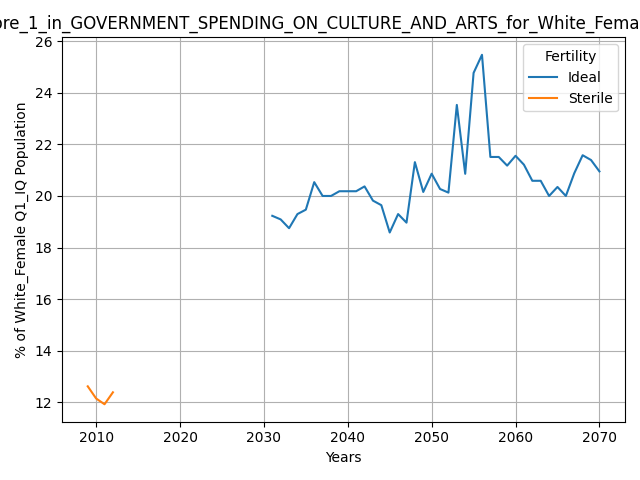 ore_1_in_GOVERNMENT_SPENDING_ON_CULTURE_AND_ARTS_for_White_Fema
26
24
22
20
18
16
14
12
% of White_Female Q1_IQ Population
Fertility
Ideal
Sterile
2010
2020
2030
2040
2050
2060
2070
Years